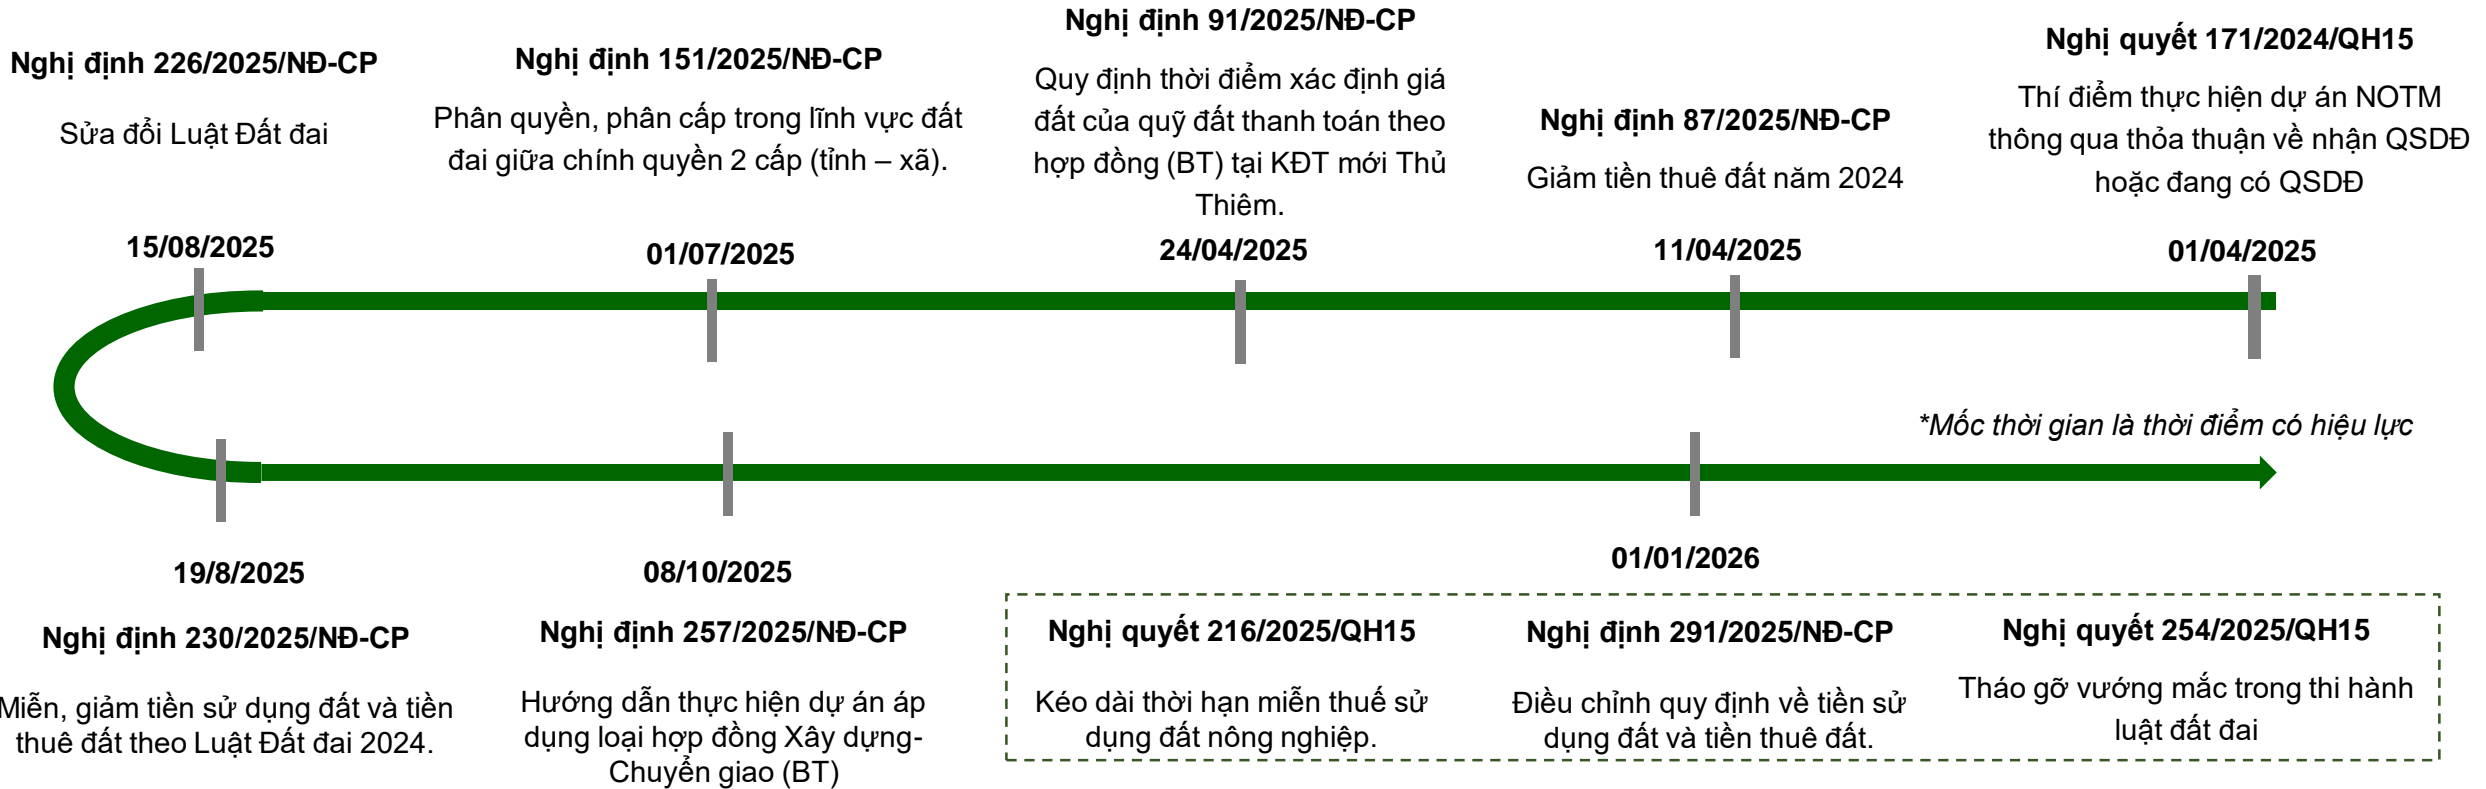 Nghị định 226/2025/NĐ-CP
Sửa đổi Luật Đất đai
15/08/2025
Nghị định 151/2025/NĐ-CP
Phân quyền, phân cấp trong lĩnh vực đất
đai giữa chính quyền 2 cấp (tỉnh – xã).
01/07/2025
Nghị định 91/2025/NĐ-CP
Quy định thời điểm xác định giá
đất của quỹ đất thanh toán theo
hợp đồng (BT) tại KĐT mới Thủ
Thiêm.
24/04/2025
Nghị định 87/2025/NĐ-CP
Giảm tiền thuê đất năm 2024
11/04/2025
Nghị quyết 171/2024/QH15
Thí điểm thực hiện dự án NOTM
thông qua thỏa thuận về nhận QSDĐ
hoặc đang có QSDĐ
01/04/2025
*Mốc thời gian là thời điểm có hiệu lực
19/8/2025
Nghị định 230/2025/NĐ-CP
Miễn, giảm tiền sử dụng đất và tiền
thuê đất theo Luật Đất đai 2024.
08/10/2025
Nghị định 257/2025/NĐ-CP
Hướng dẫn thực hiện dự án áp
dụng loại hợp đồng Xây dựng-
Chuyển giao (BT)
01/01/2026
Nghị quyết 216/2025/QH15
Kéo dài thời hạn miễn thuế sử
dụng đất nông nghiệp.
Nghị định 291/2025/NĐ-CP
Điều chỉnh quy định về tiền sử
dụng đất và tiền thuê đất.
Nghị quyết 254/2025/QH15
Tháo gỡ vướng mắc trong thi hành
luật đất đai